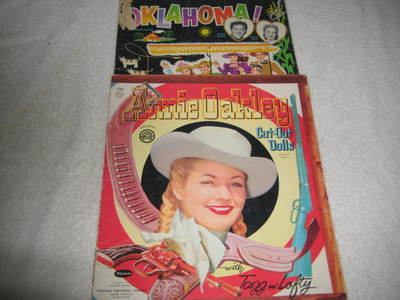 OKLAHOMA!
Annie Oakley
Cut-Out
Dolls
with
Tagg and Lofty
Whitman